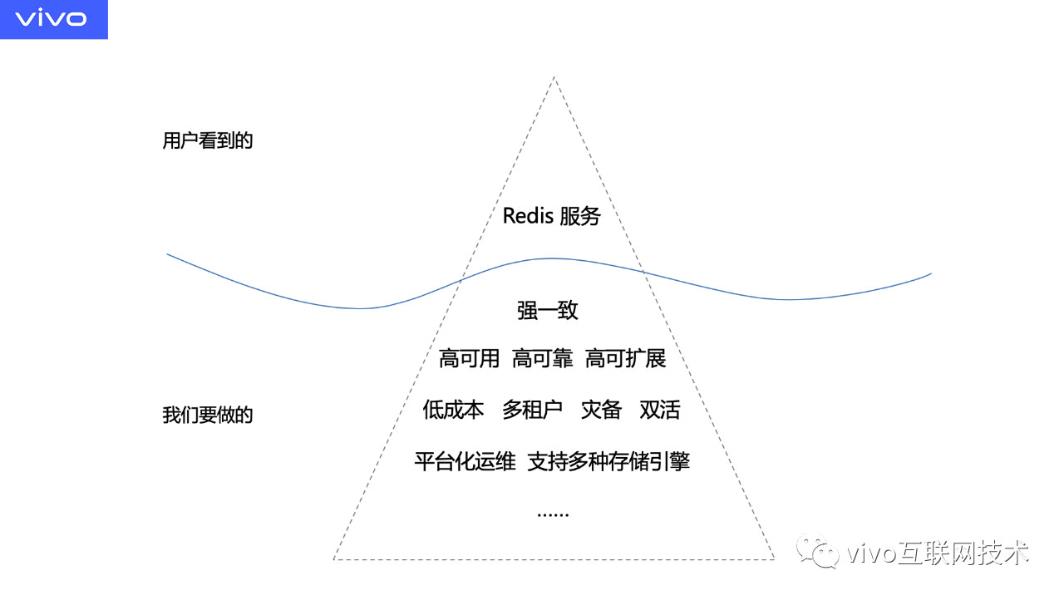 vivo
用户看到的
Redis 服务
强一致
高可用 高可靠 高可扩展
我们要做的
低成本 多租户 灾备 双活
平台化运维 支持多种存储引擎
......
vivo互联网技术